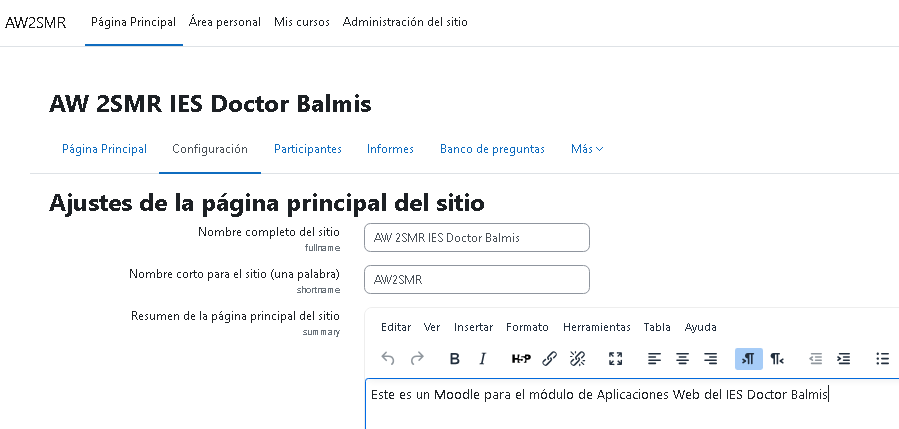 AW2SMR Página Principal Área personal Mis cursos Administración del sitio
AW 2SMR IES Doctor Balmis
Página Principal Configuración Participantes Informes Banco de preguntas Más
Ajustes de la página principal del sitio
Nombre completo del sitio AW 2SMR IES Doctor Balmis
fullname
Nombre corto para el sitio (una palabra) AW2SMR
shortname
Resumen de la página principal del sitio
summary
Editar Ver Insertar Formato Herramientas Tabla Ayuda
B I H-P
Este es un Moodle para el módulo de Aplicaciones Web del IES Doctor Balmis